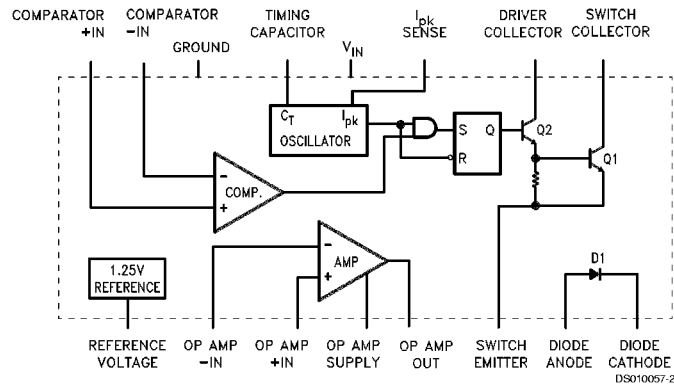 COMPARATOR
+IN
COMPARATOR
−IN
GROUND
TIMING
CAPACITOR
VIN
Ipk
SENSE
DRIVER
COLLECTOR
SWITCH
COLLECTOR
CT
Ipk
OSCILLATOR
S
Q
R
Q2
Q1
−
COMP.
+
−
AMP
+
1.25V
REFERENCE
D1
REFERENCE
VOLTAGE
OP AMP
−IN
OP AMP
+IN
OP AMP
SUPPLY
OP AMP
OUT
SWITCH
EMITTER
DIODE
ANODE
DIODE
CATHODE
DS010057-2